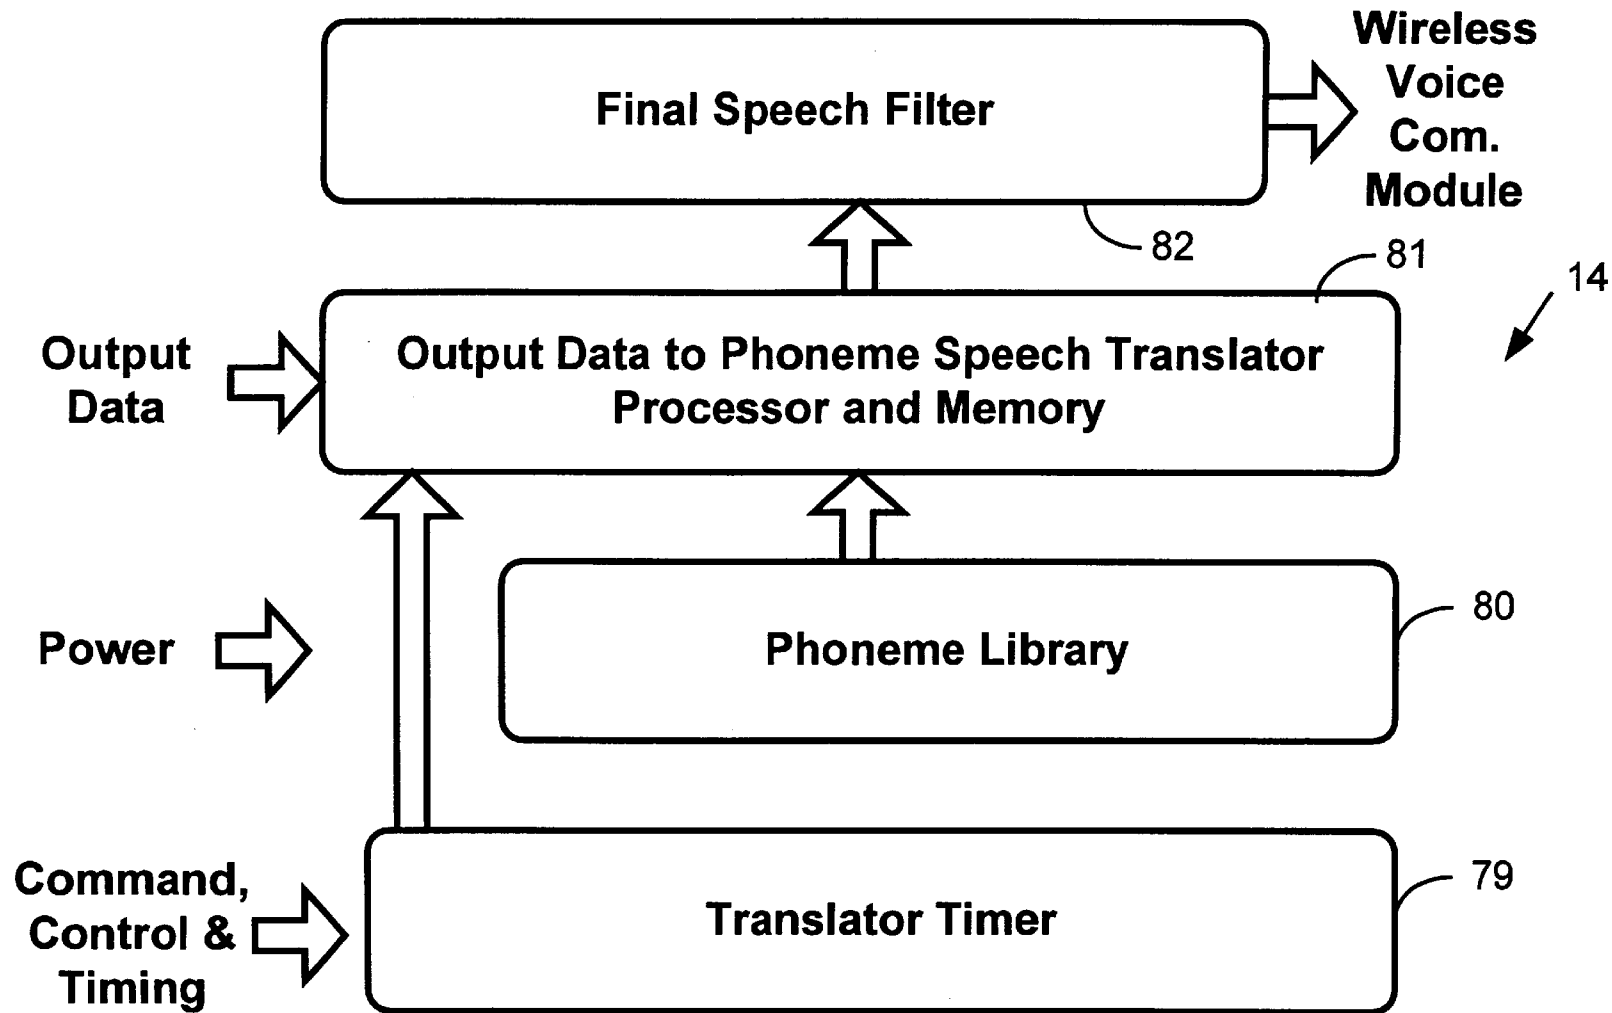 Final Speech Filter
Wireless
Voice
Com.
Module
82
81
14
Output
Data
Output Data to Phoneme Speech Translator
Processor and Memory
Power
Phoneme Library
80
Command,
Control &
Timing
Translator Timer
79